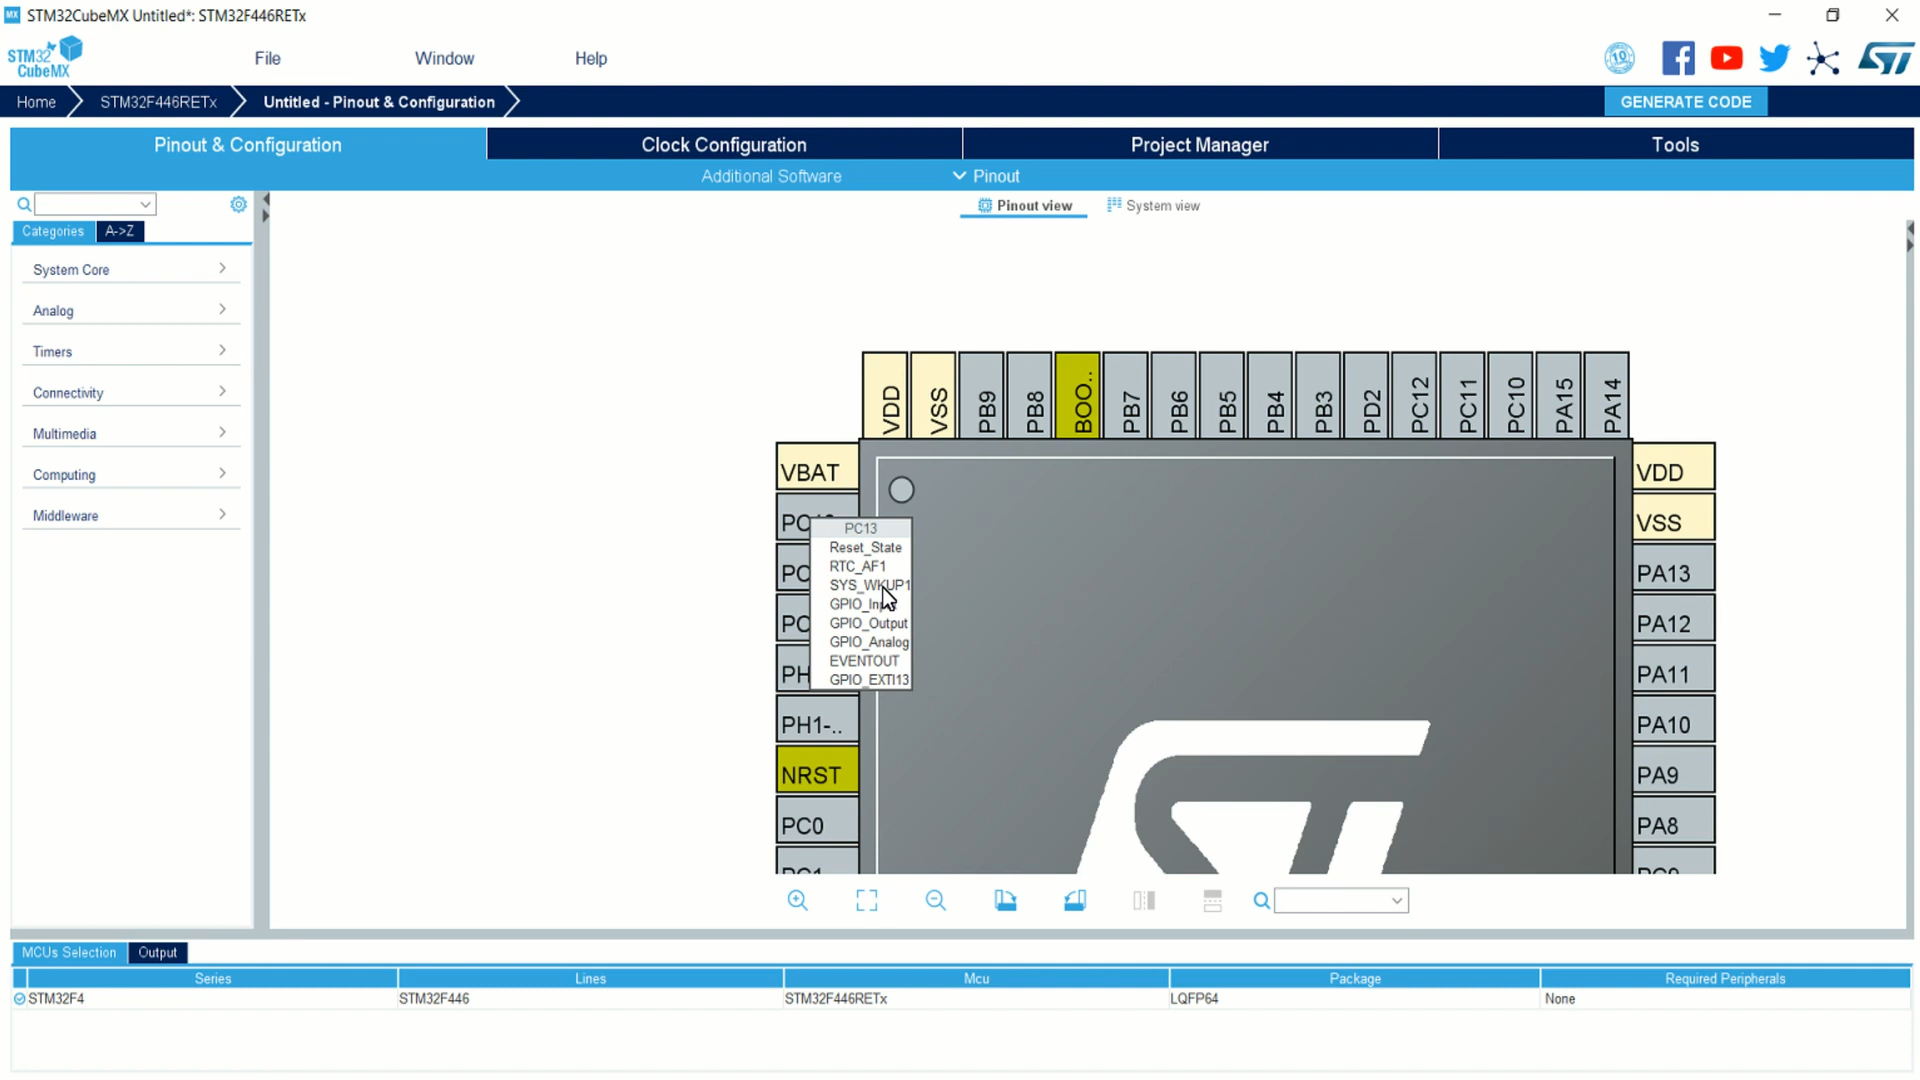 MX STM32CubeMX Untitled*: STM32F446RETx
STM32
CubeMX
File
Window
Help
10
ST
Home
STM32F446RETx
Untitled - Pinout & Configuration
GENERATE CODE
Pinout & Configuration
Clock Configuration
Project Manager
Tools
Additional Software
Pinout
Pinout view
System view
Categories
A->Z
System Core
Analog
Timers
Connectivity
Multimedia
Computing
Middleware
VDD
VSS
PB9
PB8
BOO..
PB7
PB6
PB5
PB4
PB3
PD2
PC12
PC11
PC10
PA15
PA14
VBAT
PC
PC
PH
PH1-..
NRST
PC0
PC13
Reset_State
RTC_AF1
SYS_WKUP1
GPIO_Inp
GPIO_Output
GPIO_Analog
EVENTOUT
GPIO_EXTI13
VDD
VSS
PA13
PA12
PA11
PA10
PA9
PA8
MCUs Selection
Output
Series
Lines
Mcu
Package
Required Peripherals
STM32F4
STM32F446
STM32F446RETx
LQFP64
None